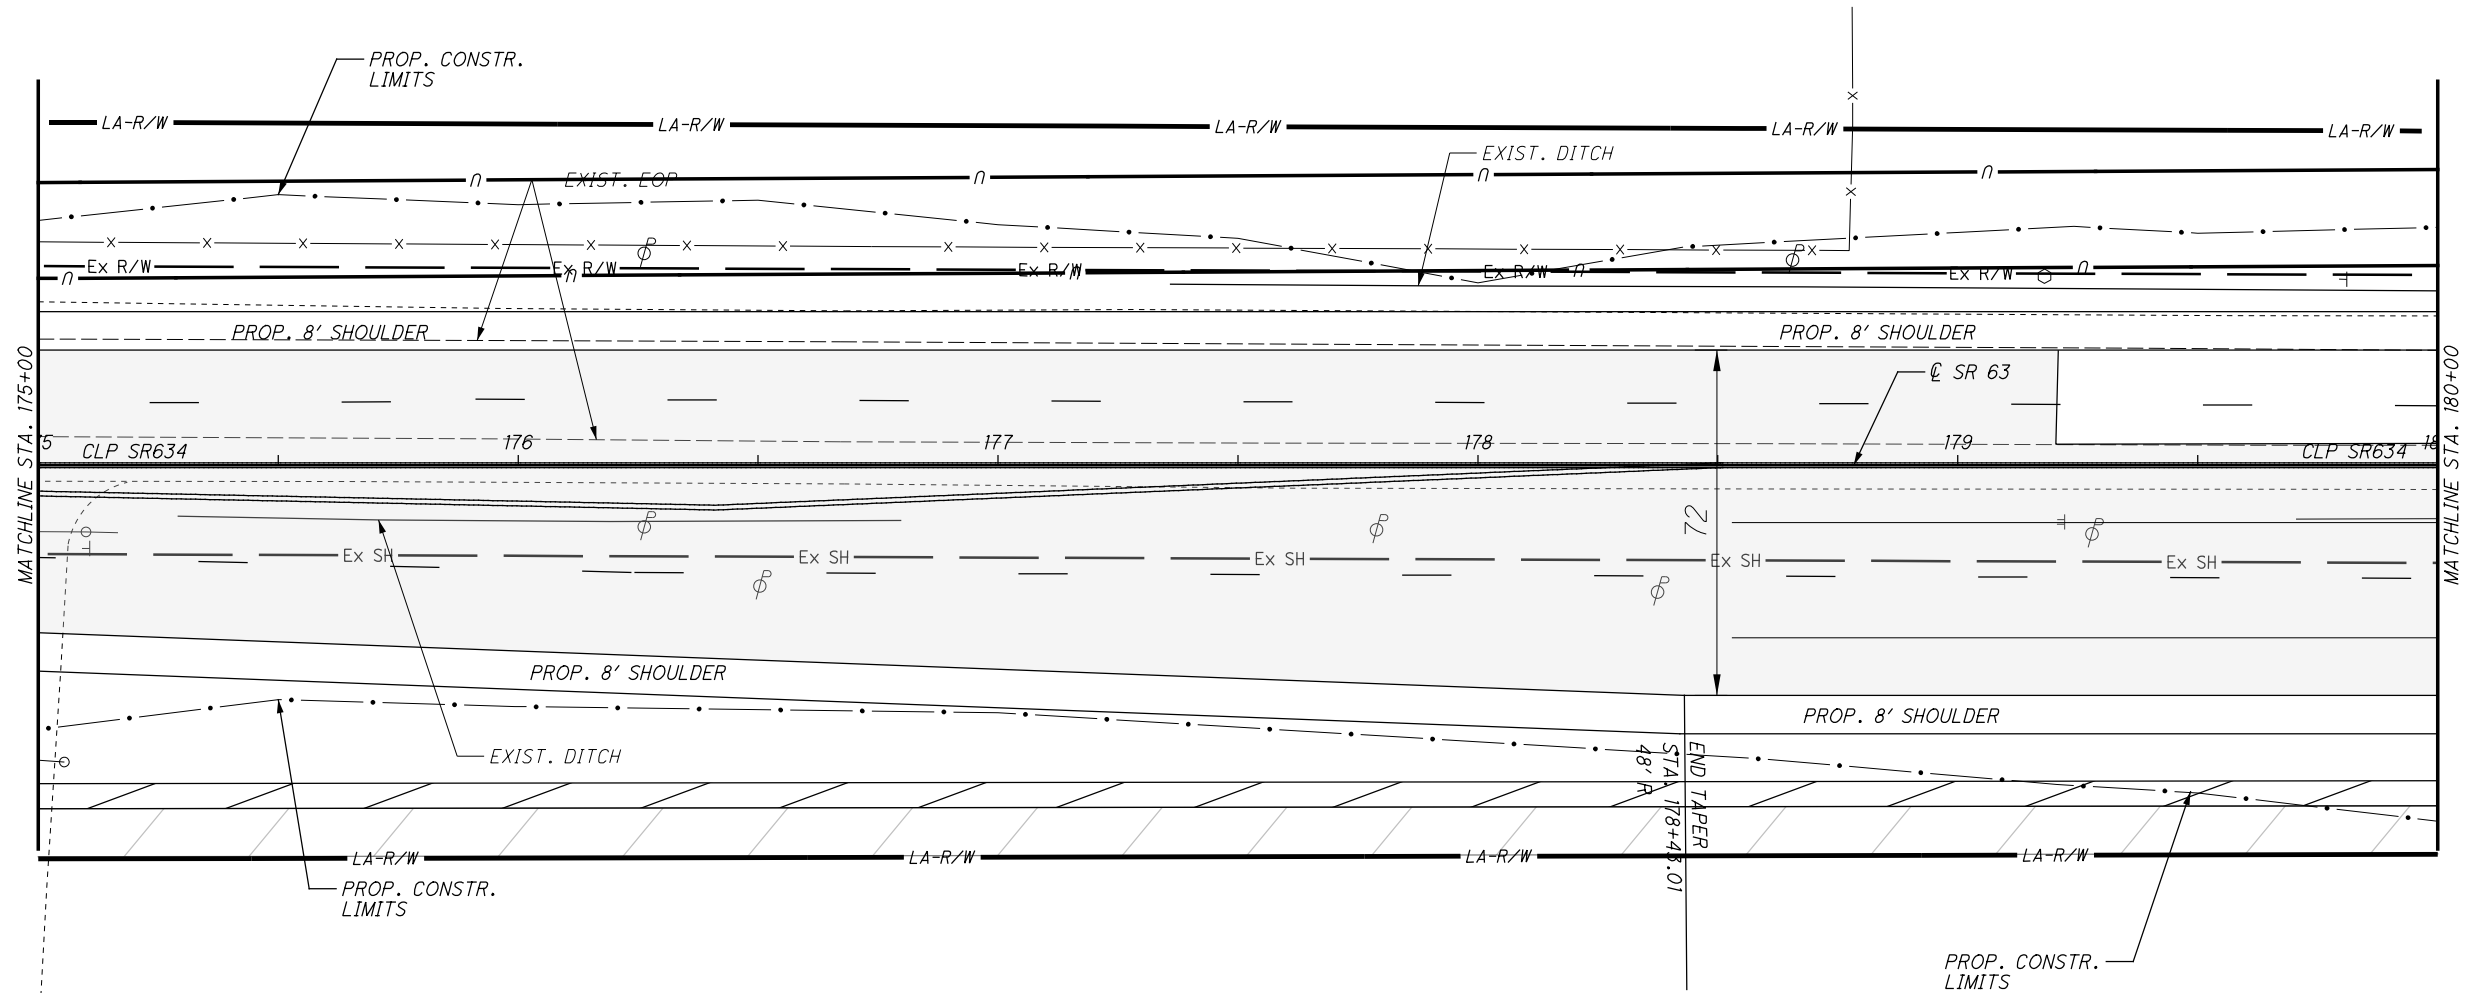 PROP. CONSTR.
LIMITS
LA-R/W LA-R/W LA-R/W LA-R/W LA-R/W
EXIST. DITCH
EXIST. EOP
Ex R/W Ex R/W Ex R/W Ex R/W Ex R/W
PROP. 8' SHOULDER PROP. 8' SHOULDER
MATCHLINE STA. 175+00
MATCHLINE STA. 180+00
℄ SR 63
5 176 177 178 179 18
CLP SR634 CLP SR634
72
Ex SH Ex SH Ex SH Ex SH Ex SH
PROP. 8' SHOULDER
PROP. 8' SHOULDER
EXIST. DITCH
END TAPER
STA. 178+43.01
48' R
LA-R/W LA-R/W LA-R/W LA-R/W
PROP. CONSTR.
LIMITS
PROP. CONSTR.
LIMITS